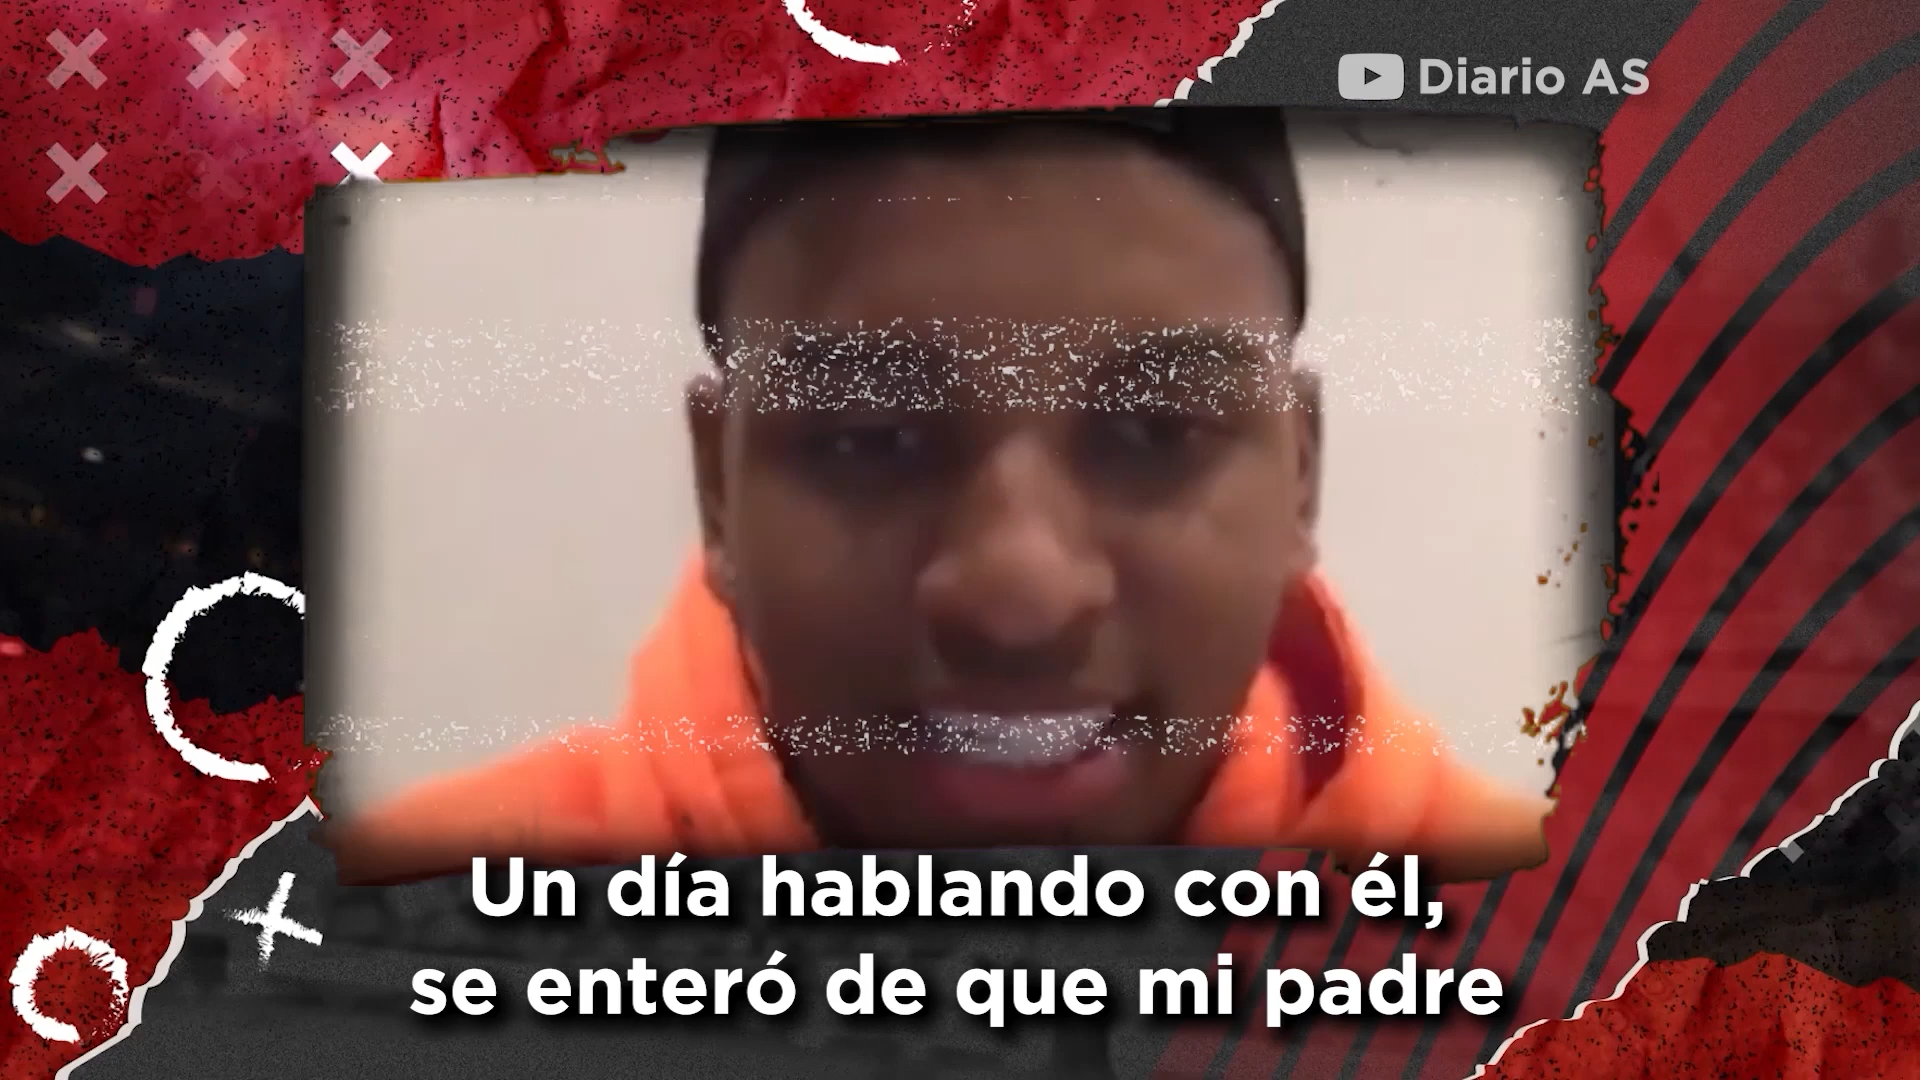 Diario AS
Un día hablando con él,
se enteró de que mi padre